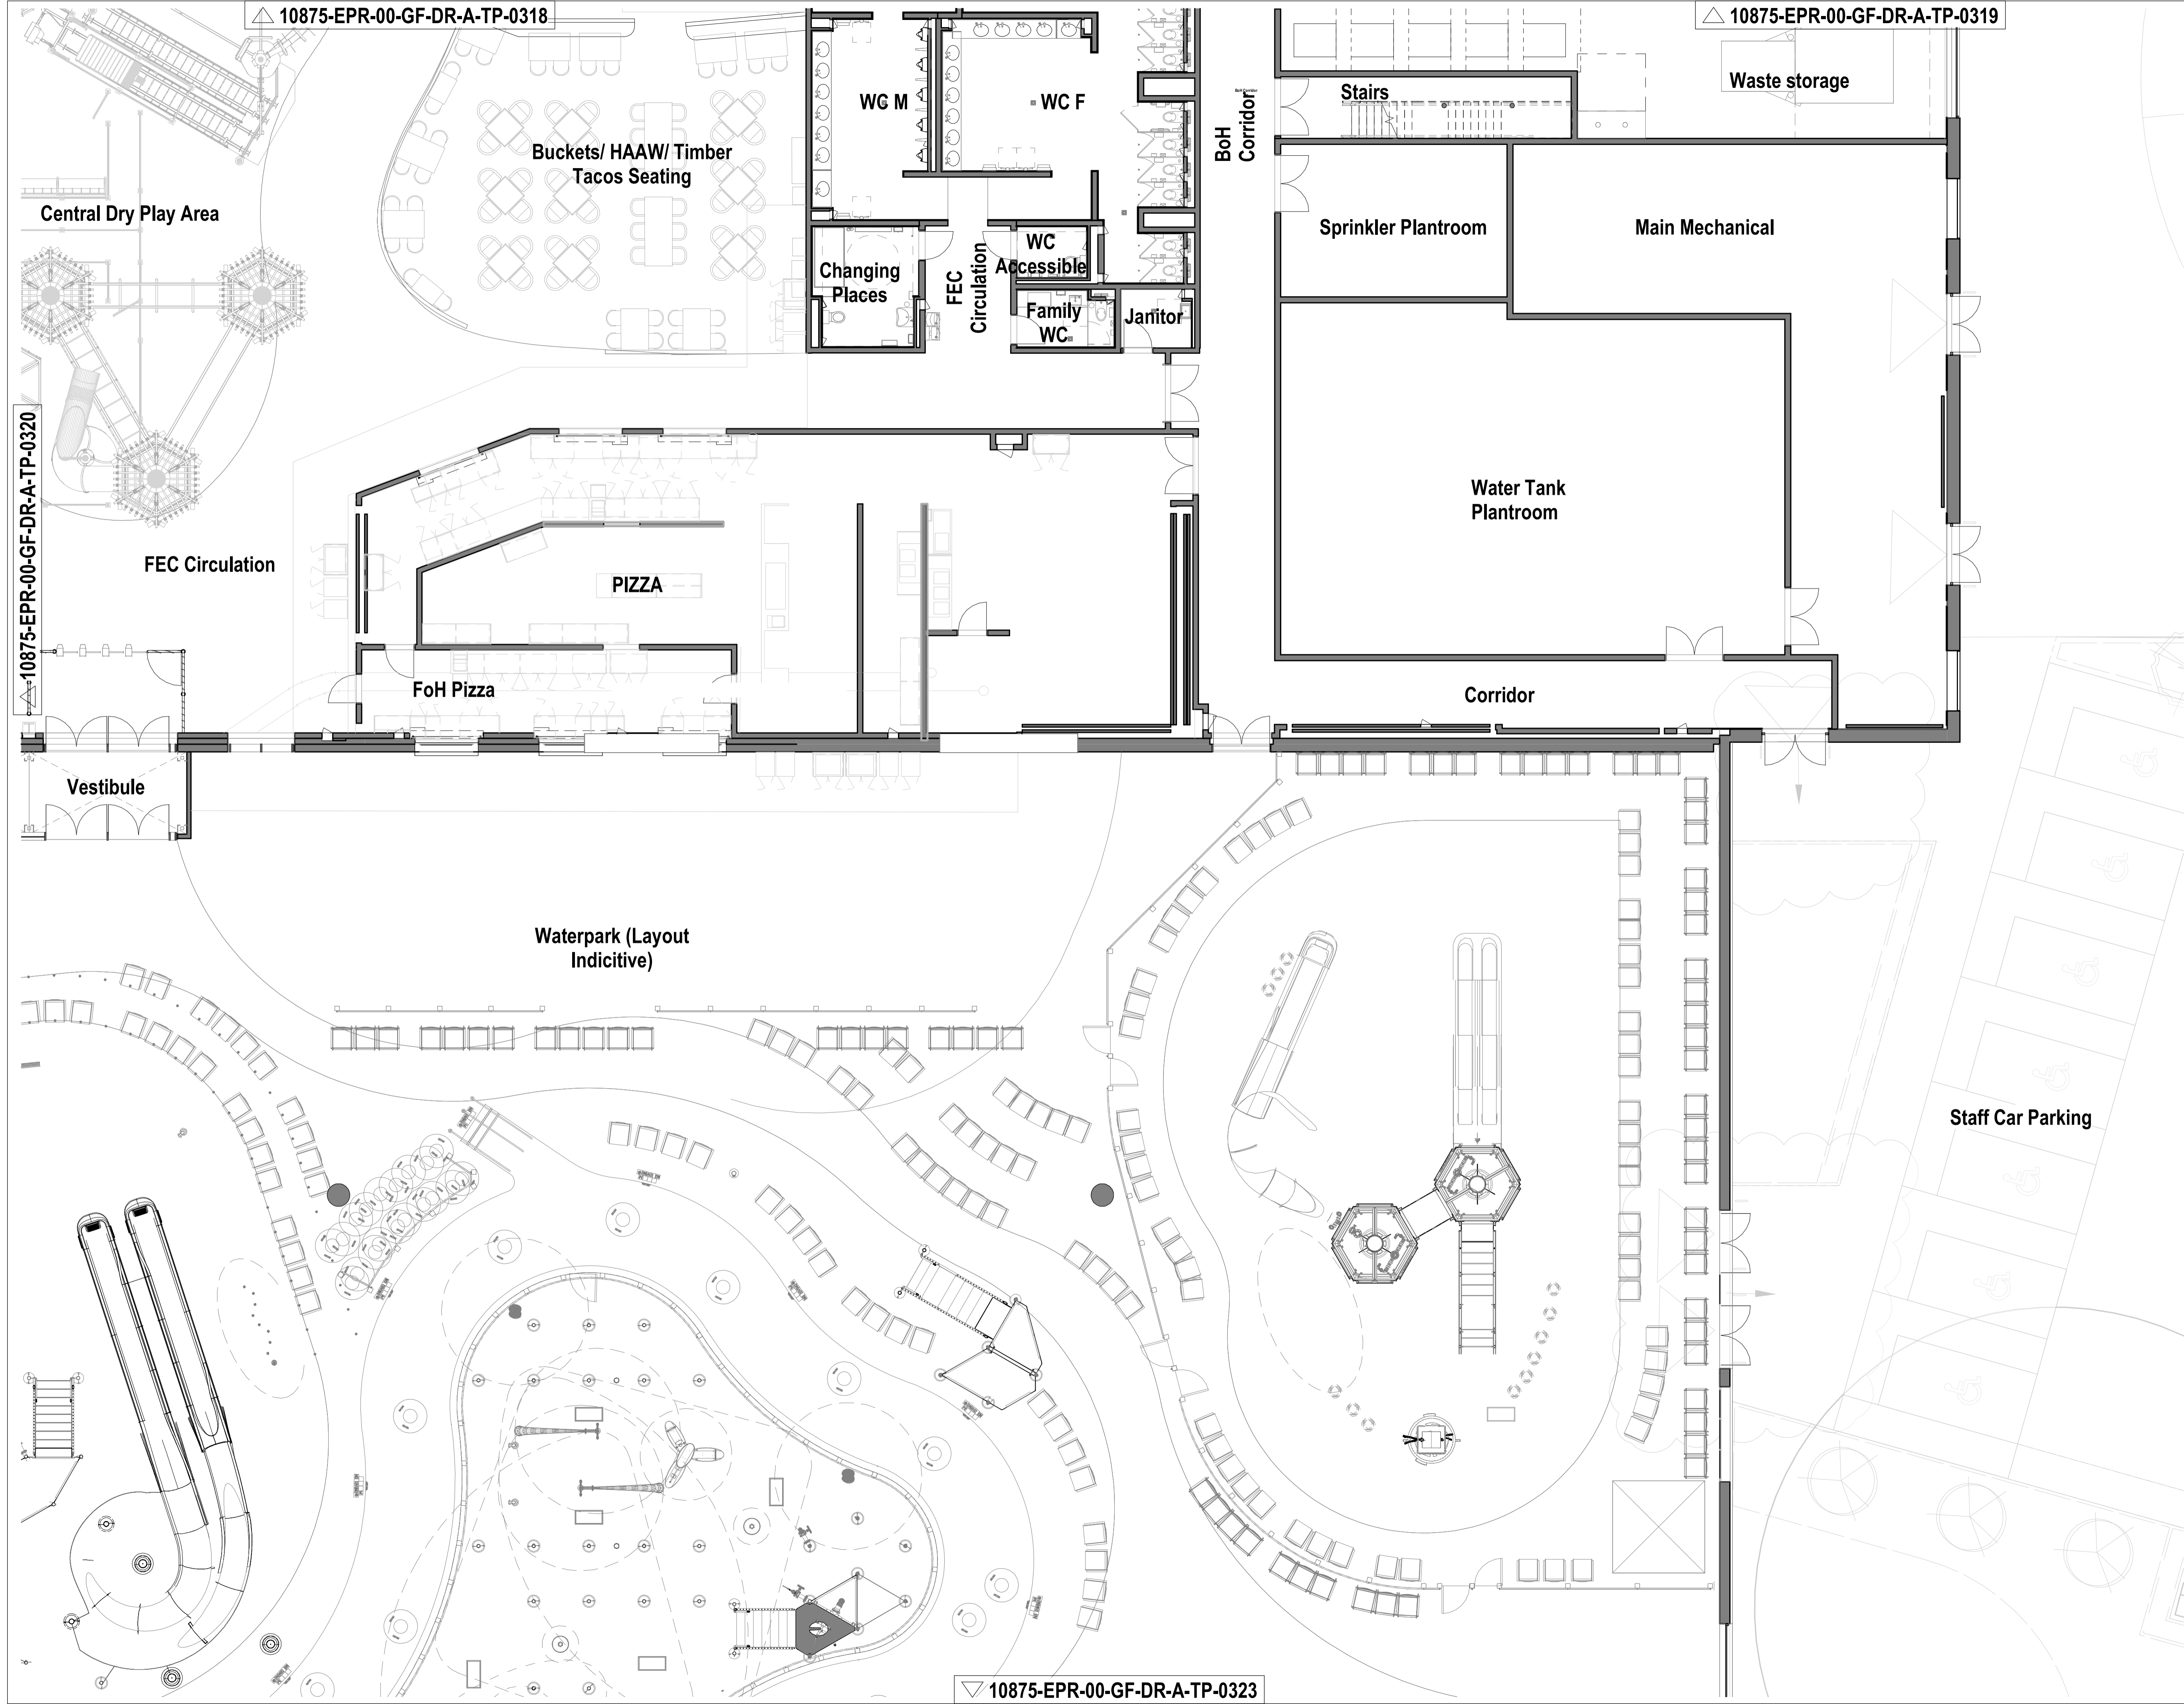 10875-EPR-00-GF-DR-A-TP-0318
10875-EPR-00-GF-DR-A-TP-0319
WC M
WC F
BoH Corridor
BoH
Corridor
Stairs
Waste storage
Buckets/ HAAW/ Timber
Tacos Seating
Central Dry Play Area
Sprinkler Plantroom
Main Mechanical
Changing
Places
FEC
Circulation
WC
Accessible
Family
WC
Janitor
10875-EPR-00-GF-DR-A-TP-0320
Water Tank
Plantroom
FEC Circulation
PIZZA
FoH Pizza
Corridor
Vestibule
Waterpark (Layout
Indicitive)
Staff Car Parking
10875-EPR-00-GF-DR-A-TP-0323